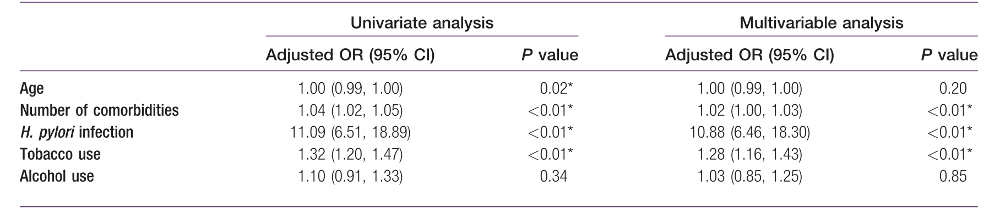 Univariate analysis Multivariable analysis
Adjusted OR (95% CI) P value Adjusted OR (95% CI) P value
Age 1.00 (0.99, 1.00) 0.02* 1.00 (0.99, 1.00) 0.20
Number of comorbidities 1.04 (1.02, 1.05) <0.01* 1.02 (1.00, 1.03) <0.01*
H. pylori infection 11.09 (6.51, 18.89) <0.01* 10.88 (6.46, 18.30) <0.01*
Tobacco use 1.32 (1.20, 1.47) <0.01* 1.28 (1.16, 1.43) <0.01*
Alcohol use 1.10 (0.91, 1.33) 0.34 1.03 (0.85, 1.25) 0.85